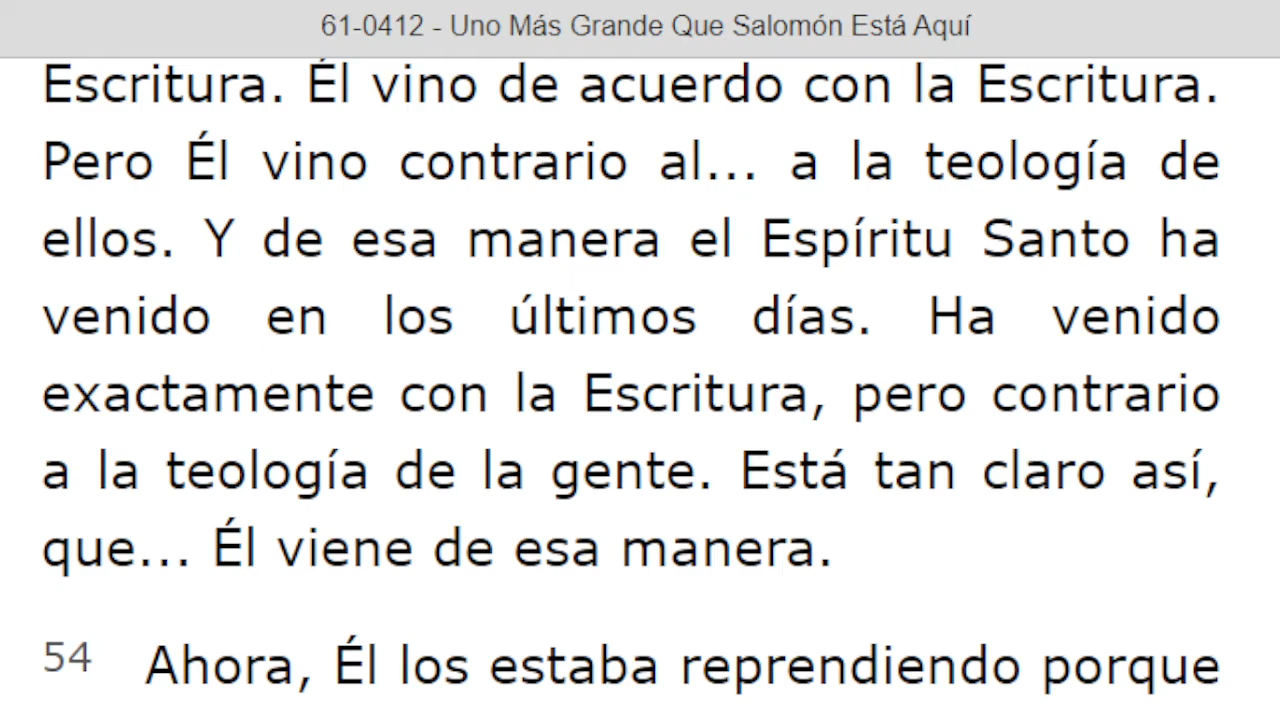 61-0412 - Uno Más Grande Que Salomón Está Aquí
Escritura. Él vino de acuerdo con la Escritura.
Pero Él vino contrario al... a la teología de
ellos. Y de esa manera el Espíritu Santo ha
venido en los últimos días. Ha venido
exactamente con la Escritura, pero contrario
a la teología de la gente. Está tan claro así,
que... Él viene de esa manera.
54 Ahora, Él los estaba reprendiendo porque